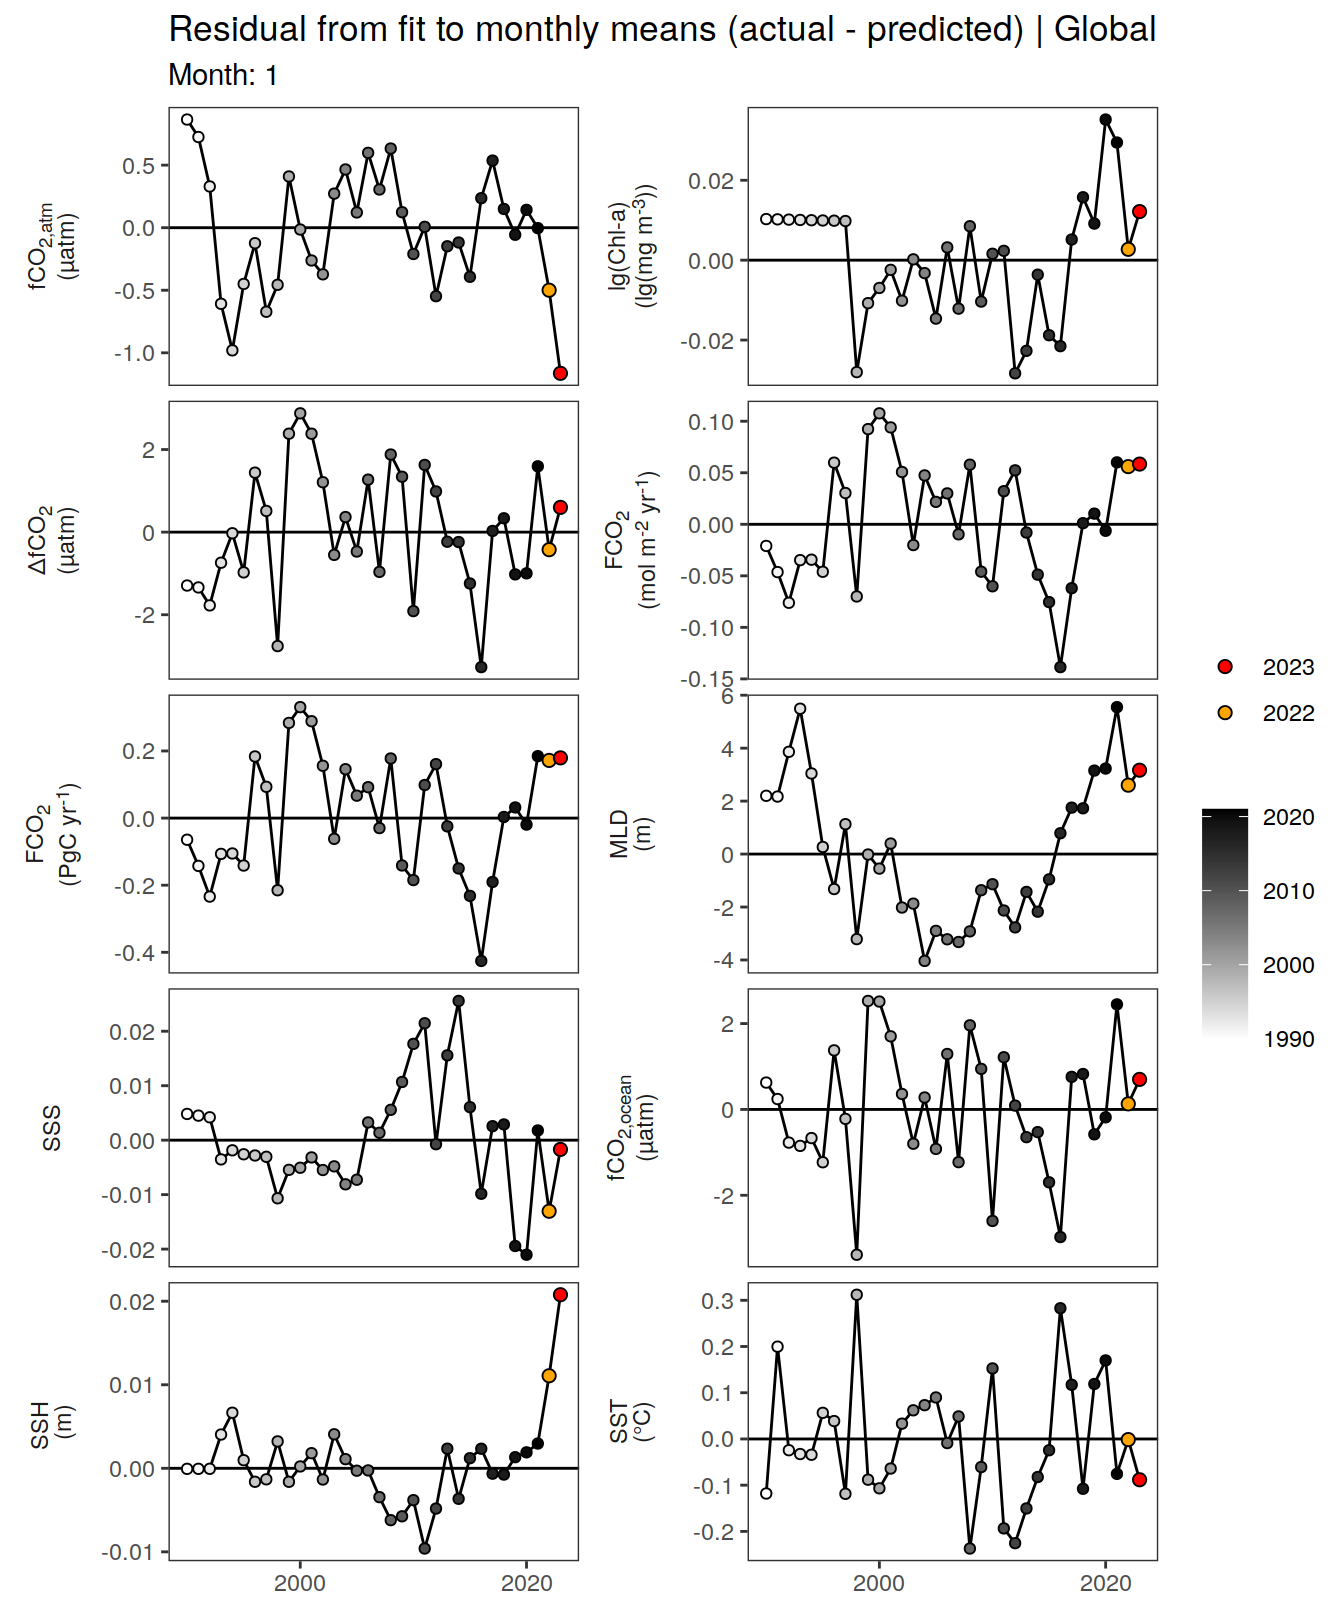 Residual from fit to monthly means (actual - predicted) | Global
Month: 1
fCO2,atm
(µatm)
0.5
0.0
-0.5
-1.0
lg(Chl-a)
(lg(mg m-3))
0.02
0.00
-0.02
ΔfCO2
(µatm)
2
0
-2
FCO2
(mol m-2 yr-1)
0.10
0.05
0.00
-0.05
-0.10
-0.15
FCO2
(PgC yr-1)
0.2
0.0
-0.2
-0.4
MLD
(m)
6
4
2
0
-2
-4
SSS
0.02
0.01
0.00
-0.01
-0.02
fCO2,ocean
(µatm)
2
0
-2
SSH
(m)
0.02
0.01
0.00
-0.01
2000 2020
SST
(°C)
0.3
0.2
0.1
0.0
-0.1
-0.2
2000 2020
2023
2022
2020
2010
2000
1990